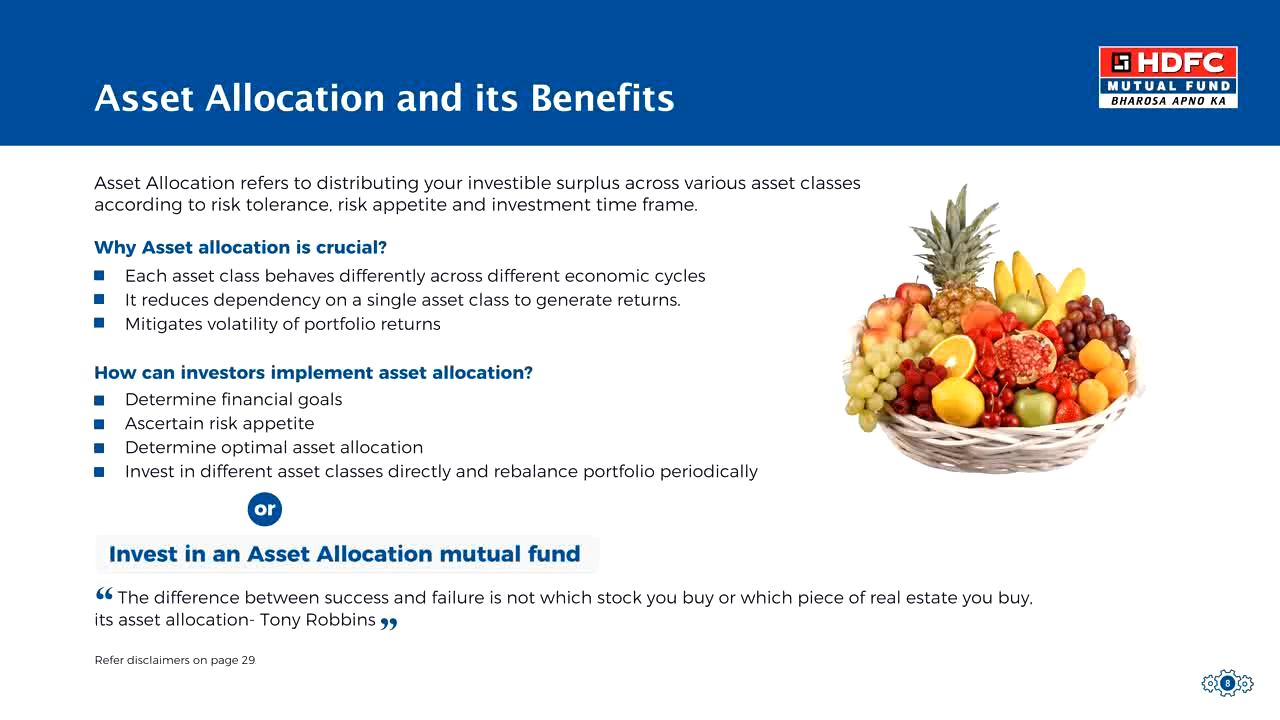 Asset Allocation and its Benefits
HDFC
MUTUAL FUND
BHAROSA APNO KA
Asset Allocation refers to distributing your investible surplus across various asset classes
according to risk tolerance, risk appetite and investment time frame.
Why Asset allocation is crucial?
Each asset class behaves differently across different economic cycles
It reduces dependency on a single asset class to generate returns.
Mitigates volatility of portfolio returns
How can investors implement asset allocation?
Determine financial goals
Ascertain risk appetite
Determine optimal asset allocation
Invest in different asset classes directly and rebalance portfolio periodically
or
Invest in an Asset Allocation mutual fund
“ The difference between success and failure is not which stock you buy or which piece of real estate you buy,
its asset allocation- Tony Robbins ”
Refer disclaimers on page 29
8